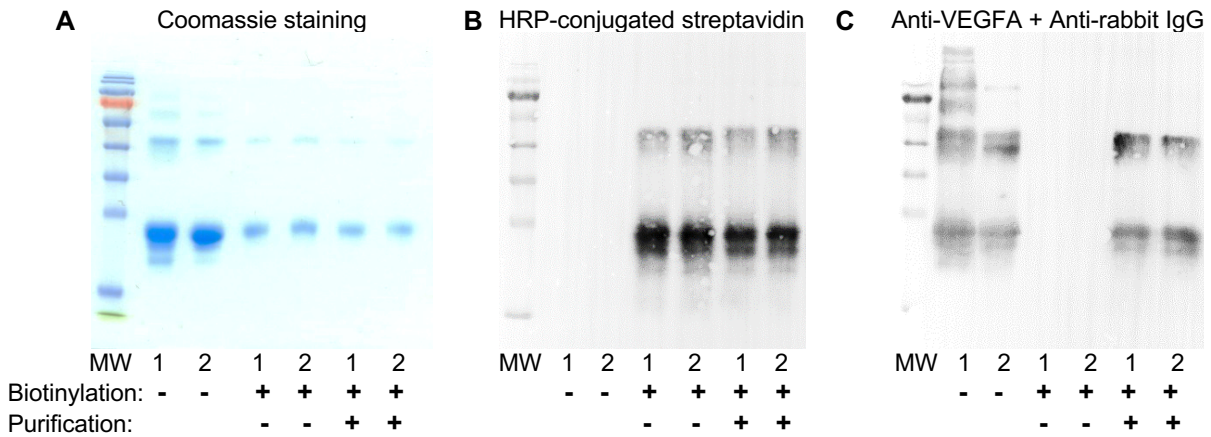 A Coomassie staining
B HRP-conjugated streptavidin
C Anti-VEGFA + Anti-rabbit IgG
MW 1 2 1 2 1 2 MW 1 2 1 2 1 2 MW 1 2 1 2 1 2
Biotinylation: - - + + + + - - + + + + - - + + + +
Purification: - - + + - - + + - - + +